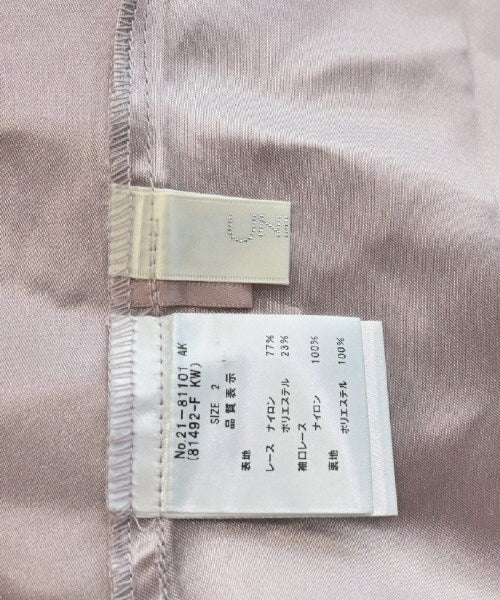 No.21-81101 AK
(81492-F KW)
SIZE 2
品質表示
表地
レース ナイロン 77%
ポリエステル 23%
袖口レース
ナイロン 100%
裏地
ポリエステル 100%